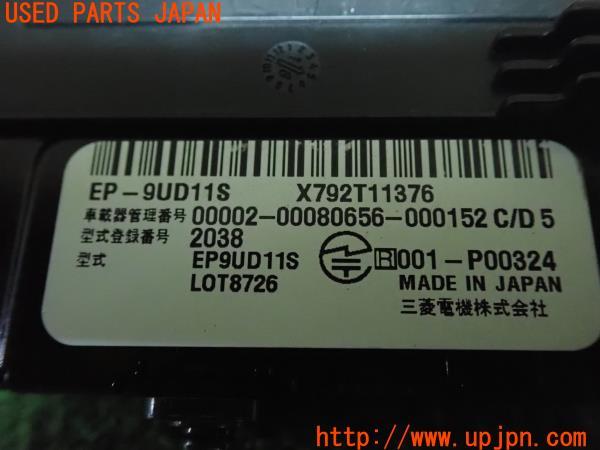 USED PARTS JAPAN
EP-9UD11S X792T11376
車載器管理番号 00002-00080656-000152 C/D 5
型式登録番号 2038
型式 EP9UD11S R001-P00324
LOT8726 MADE IN JAPAN
三菱電機株式会社
http://www.upjpn.com/